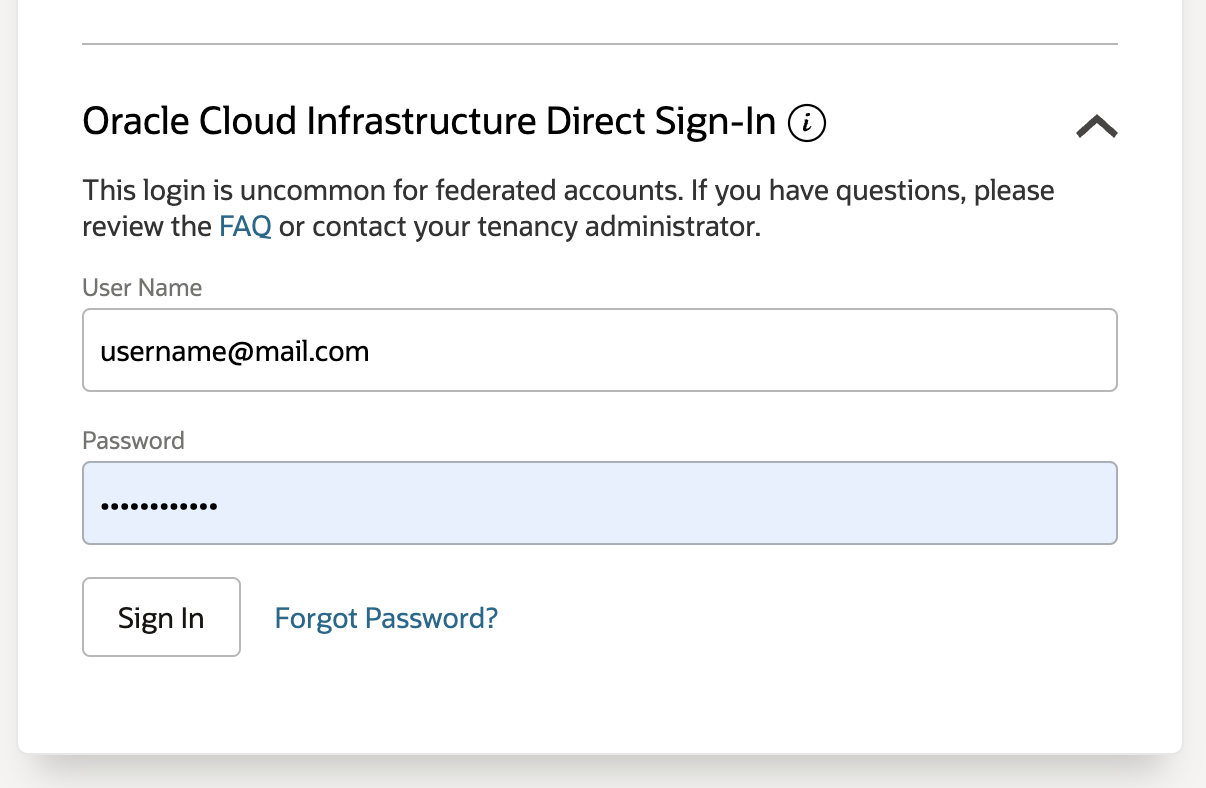 Oracle Cloud Infrastructure Direct Sign-In i
This login is uncommon for federated accounts. If you have questions, please
review the FAQ or contact your tenancy administrator.
User Name
username@mail.com
Password
••••••••••••
Sign In Forgot Password?